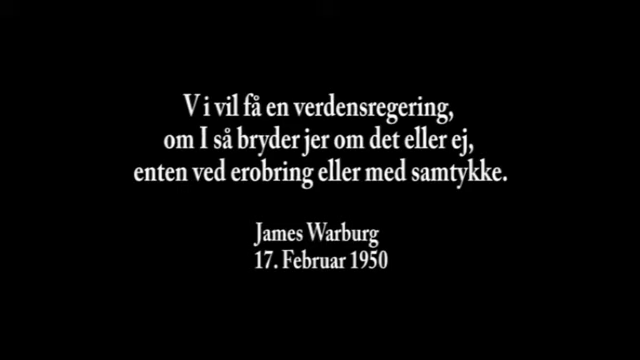 Vi vil få en verdensregering,
om I så bryder jer om det eller ej,
enten ved erobring eller med samtykke.
James Warburg
17. Februar 1950